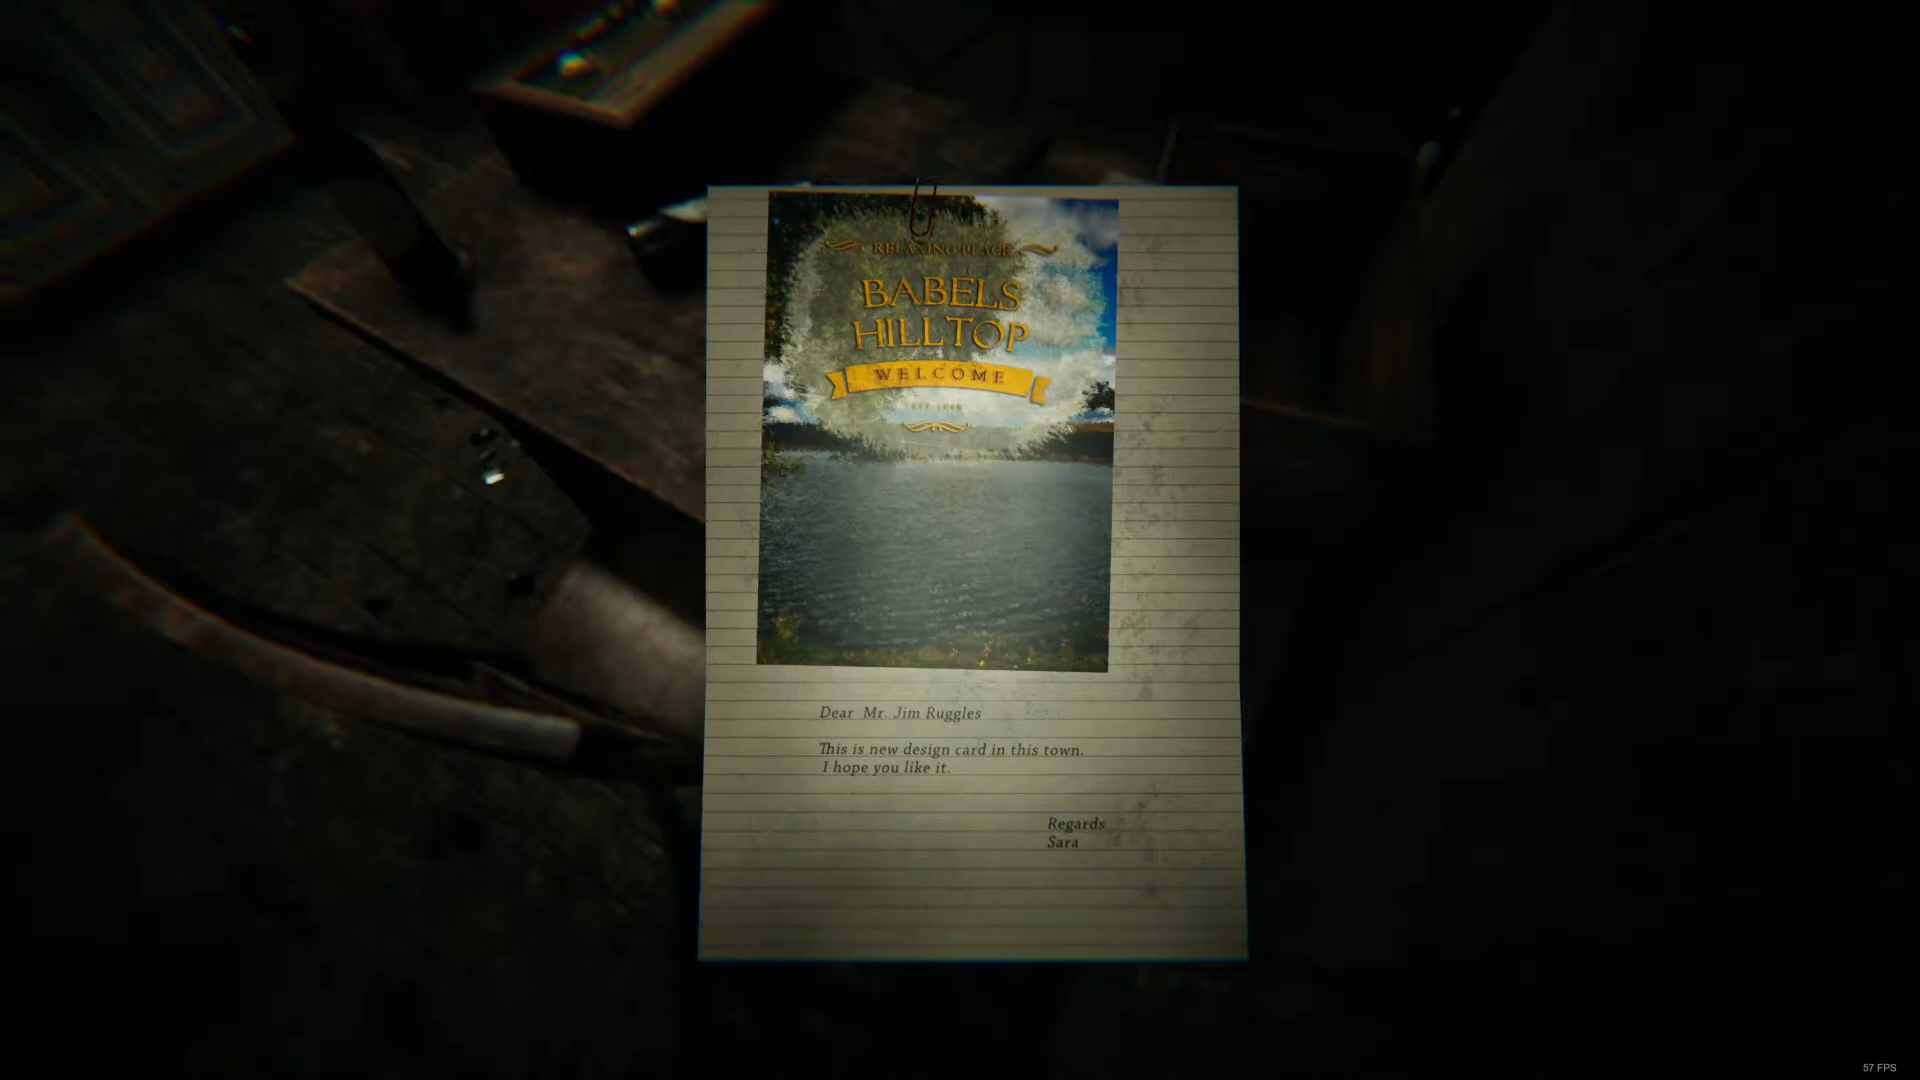 RELAXING PLACE
BABELS
HILLTOP
WELCOME
Dear Mr. Jim Ruggles
This is new design card in this town.
I hope you like it.
Regards
Sara
57 FPS